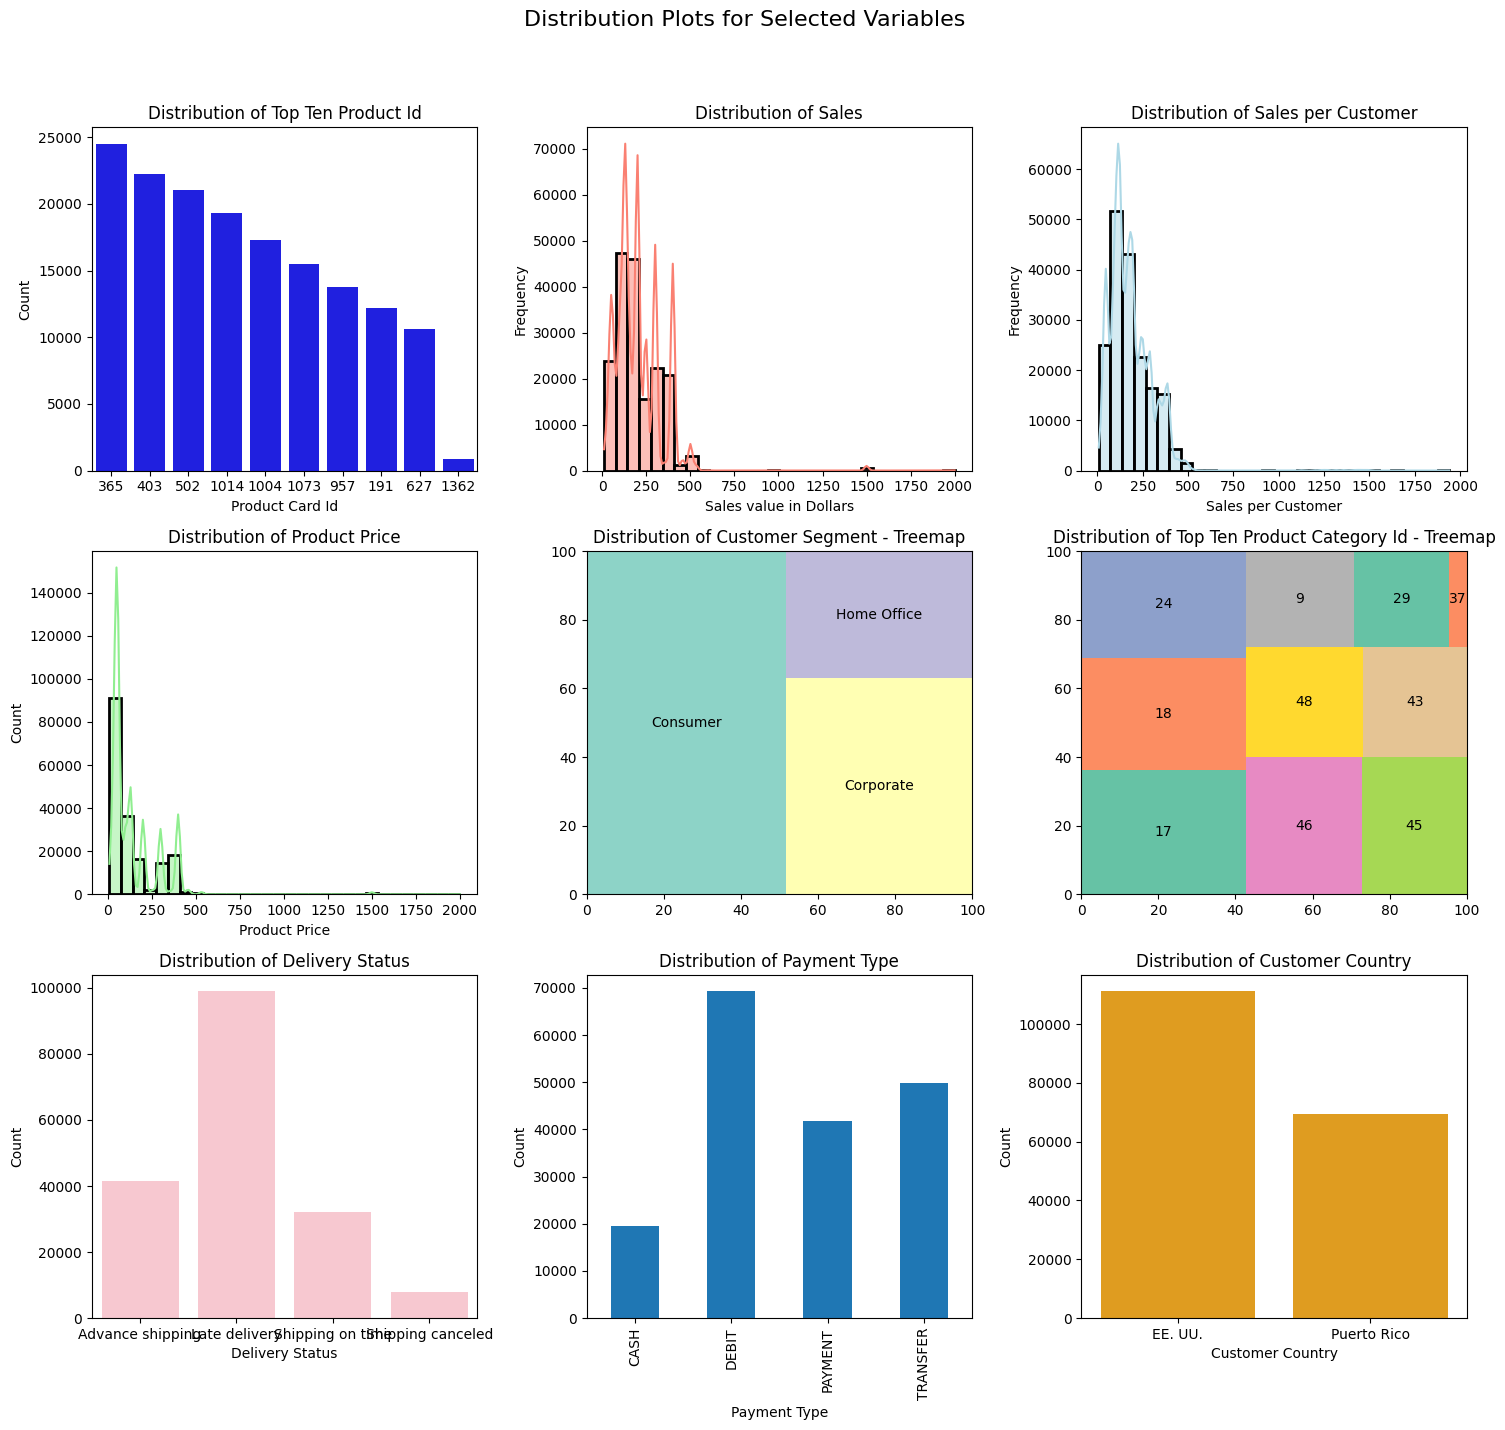 Distribution Plots for Selected Variables
Distribution of Top Ten Product Id
25000
20000
15000
10000
5000
0
Count
365 403 502 1014 1004 1073 957 191 627 1362
Product Card Id
Distribution of Sales
70000
60000
50000
40000
30000
20000
10000
0
Frequency
0 250 500 750 1000 1250 1500 1750 2000
Sales value in Dollars
Distribution of Sales per Customer
60000
50000
40000
30000
20000
10000
0
Frequency
0 250 500 750 1000 1250 1500 1750 2000
Sales per Customer
Distribution of Product Price
140000
120000
100000
80000
60000
40000
20000
0
Count
0 250 500 750 1000 1250 1500 1750 2000
Product Price
Distribution of Customer Segment - Treemap
100
80
60
40
20
0
Home Office
Consumer
Corporate
0 20 40 60 80 100
Distribution of Top Ten Product Category Id - Treemap
100
80
60
40
20
0
24 9 29 37
18 48 43
17 46 45
0 20 40 60 80 100
Distribution of Delivery Status
100000
80000
60000
40000
20000
0
Count
Advance shipping Late delivery Shipping on time Shipping canceled
Delivery Status
Distribution of Payment Type
70000
60000
50000
40000
30000
20000
10000
0
Count
CASH
DEBIT
PAYMENT
TRANSFER
Payment Type
Distribution of Customer Country
100000
80000
60000
40000
20000
0
Count
EE. UU. Puerto Rico
Customer Country